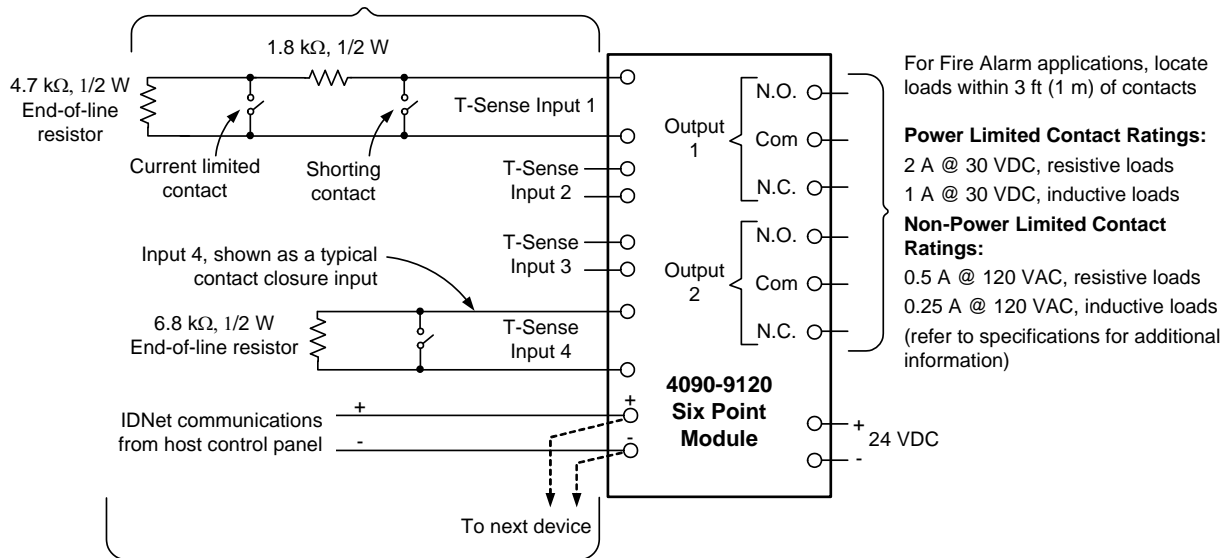 1.8 kΩ, 1/2 W
4.7 kΩ, 1/2 W
End-of-line
resistor
T-Sense Input 1
Current limited
contact
Shorting
contact
T-Sense
Input 2
T-Sense
Input 3
Input 4, shown as a typical
contact closure input
6.8 kΩ, 1/2 W
End-of-line resistor
T-Sense
Input 4
IDNet communications
from host control panel
+
-
+
-
To next device
Output
1
N.O.
Com
N.C.
Output
2
N.O.
Com
N.C.
4090-9120
Six Point
Module
+
24 VDC
-
For Fire Alarm applications, locate
loads within 3 ft (1 m) of contacts
Power Limited Contact Ratings:
2 A @ 30 VDC, resistive loads
1 A @ 30 VDC, inductive loads
Non-Power Limited Contact
Ratings:
0.5 A @ 120 VAC, resistive loads
0.25 A @ 120 VAC, inductive loads
(refer to specifications for additional
information)